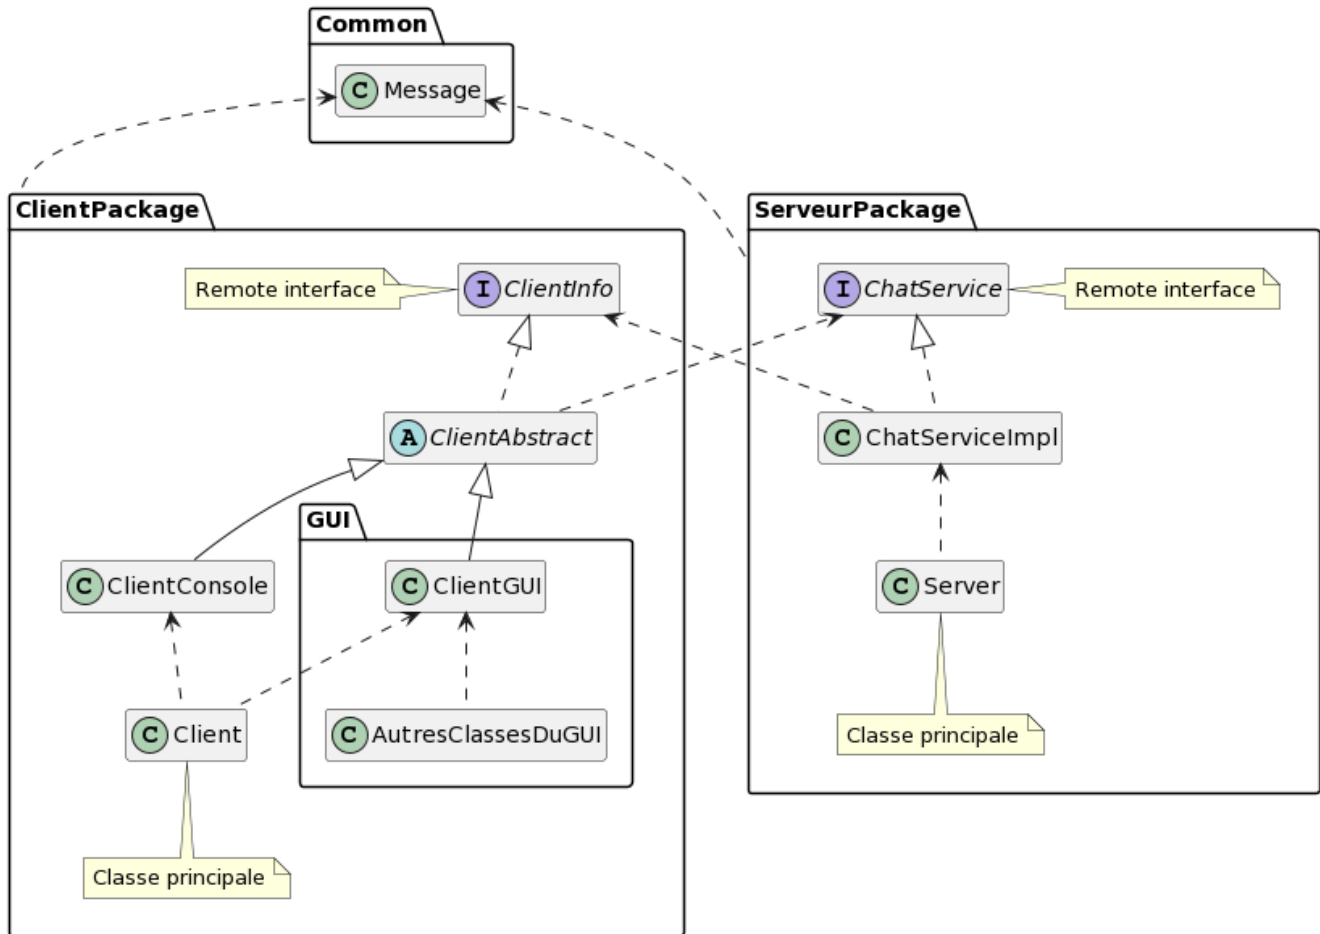 Common
C Message
ClientPackage
ServeurPackage
Remote interface
I ClientInfo
I ChatService
Remote interface
A ClientAbstract
C ChatServiceImpl
GUI
C ClientConsole
C ClientGUI
C Server
C Client
C AutresClassesDuGUI
Classe principale
Classe principale